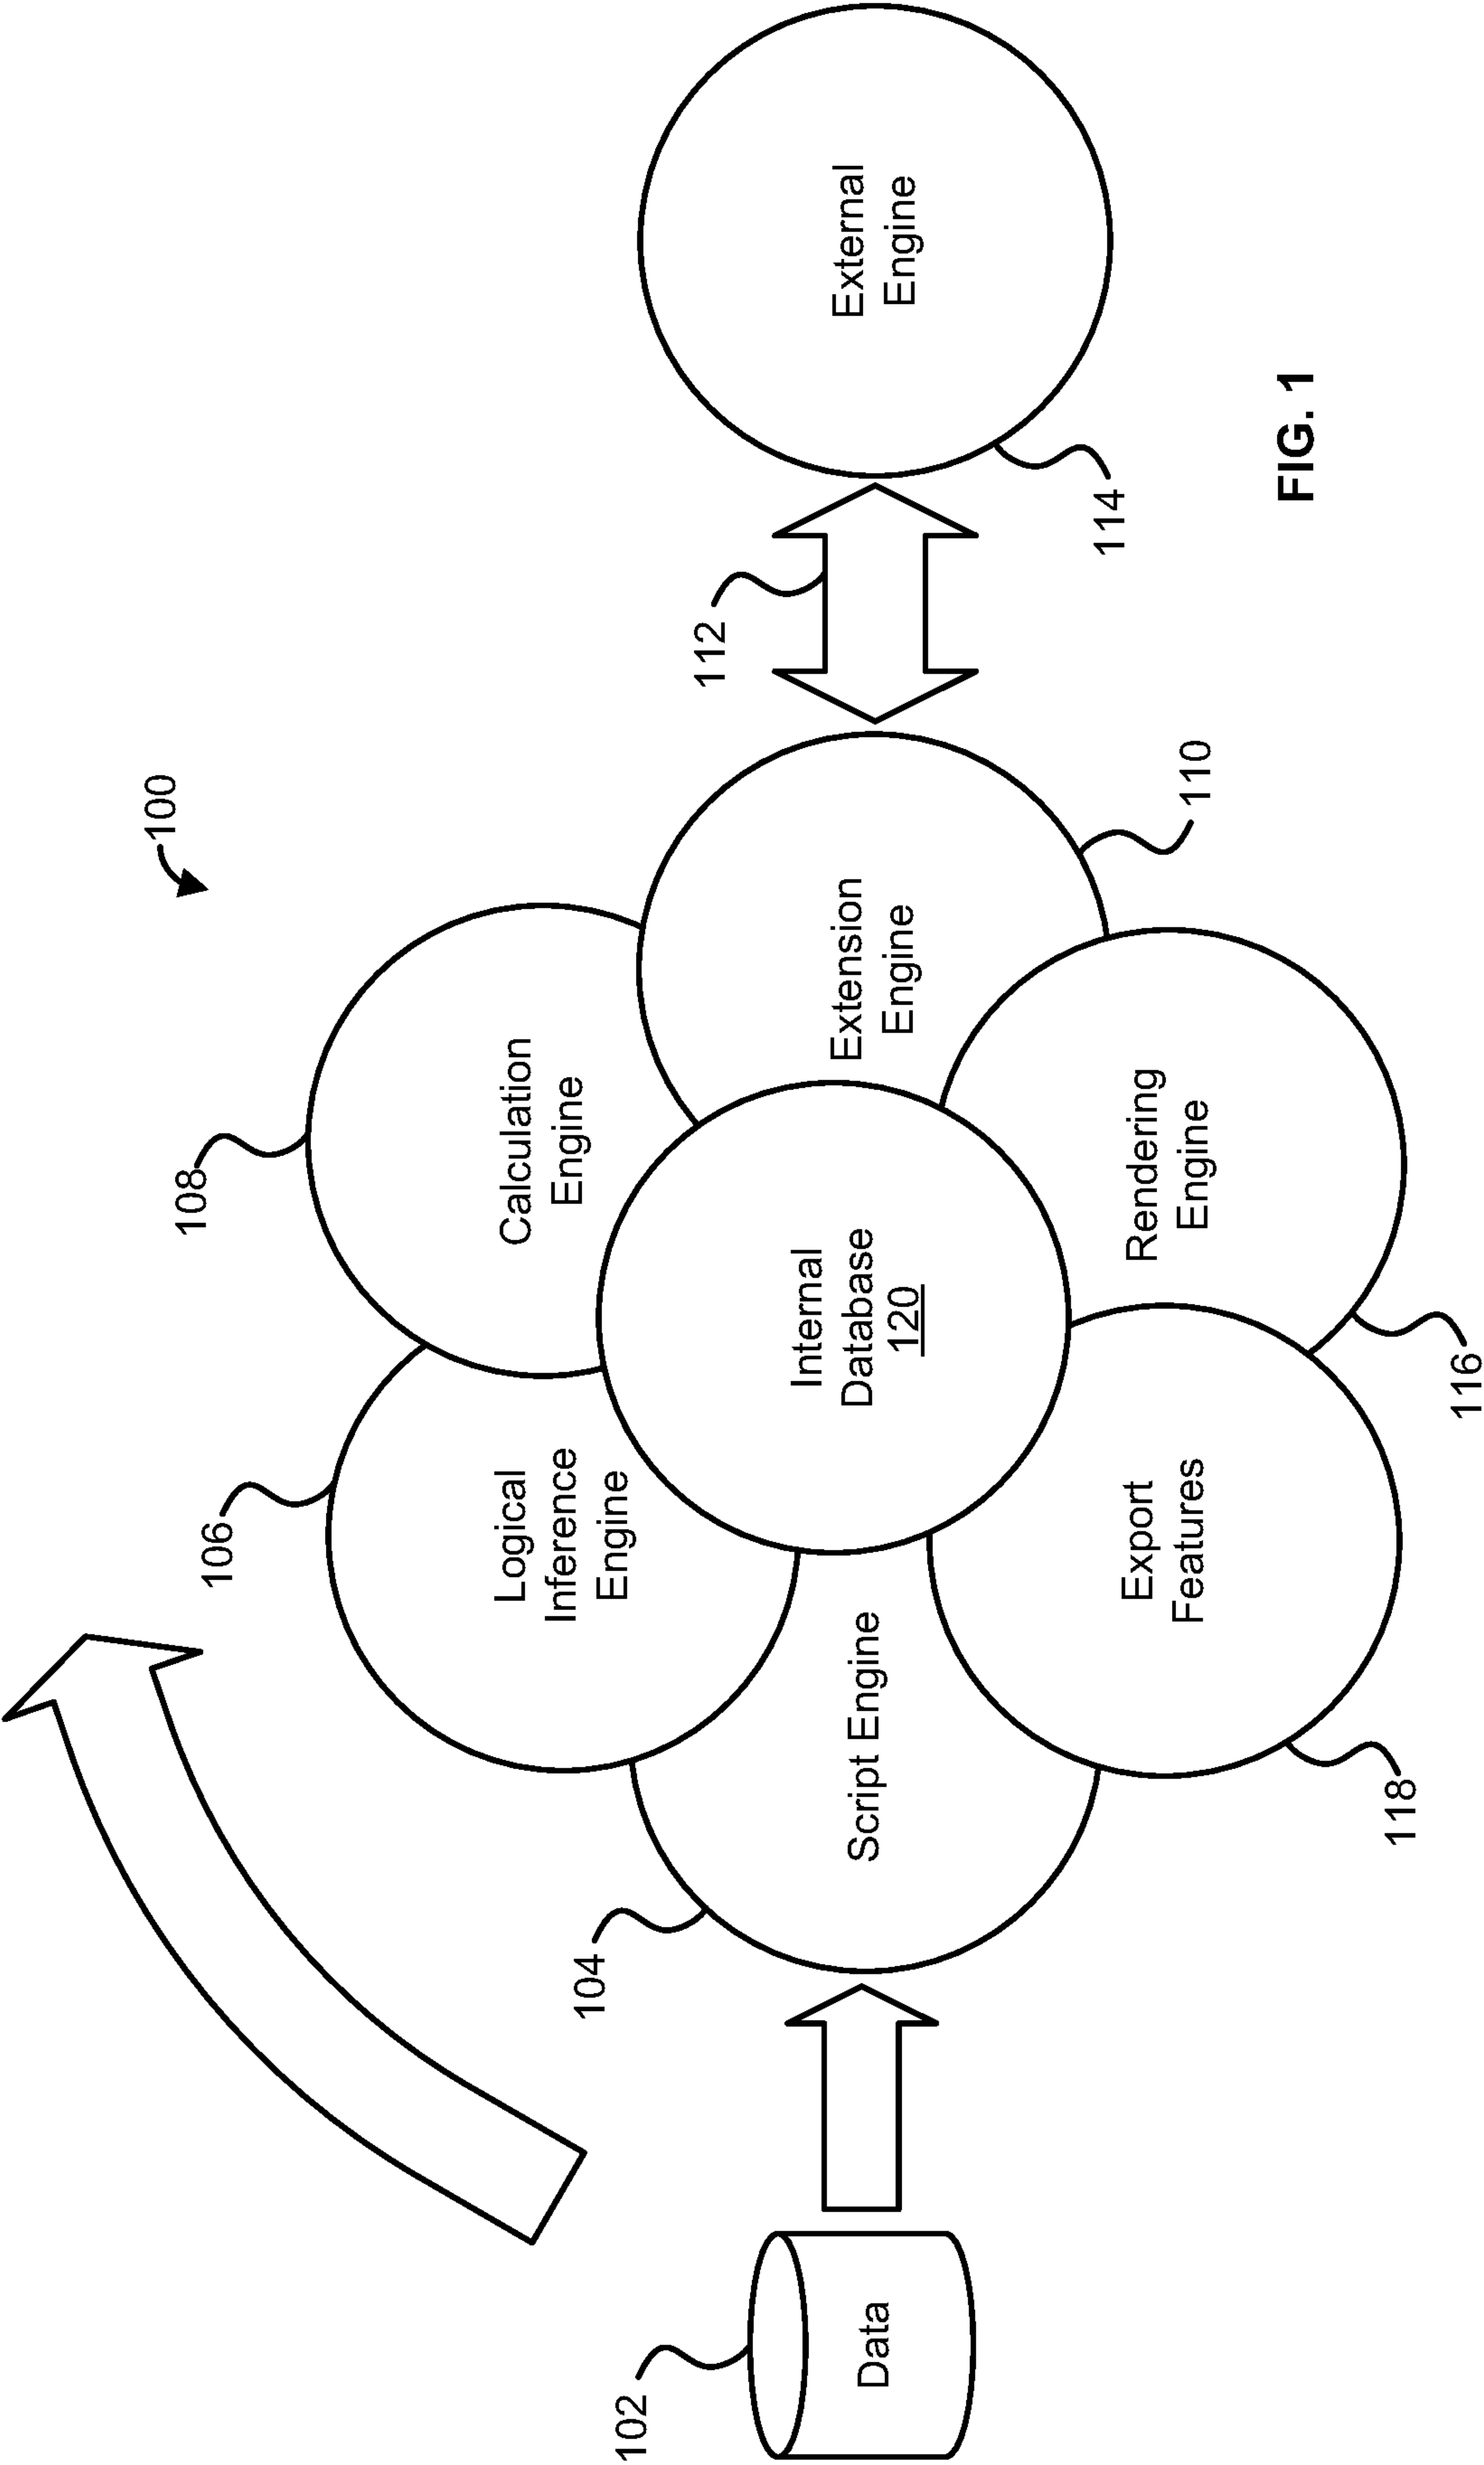 100
108
Calculation
Engine
106
Logical
Inference
Engine
112
External
Engine
Extension
Engine
Internal
Database
120
104
Script Engine
102
Data
114
110
Rendering
Engine
Export
Features
118
116
FIG. 1